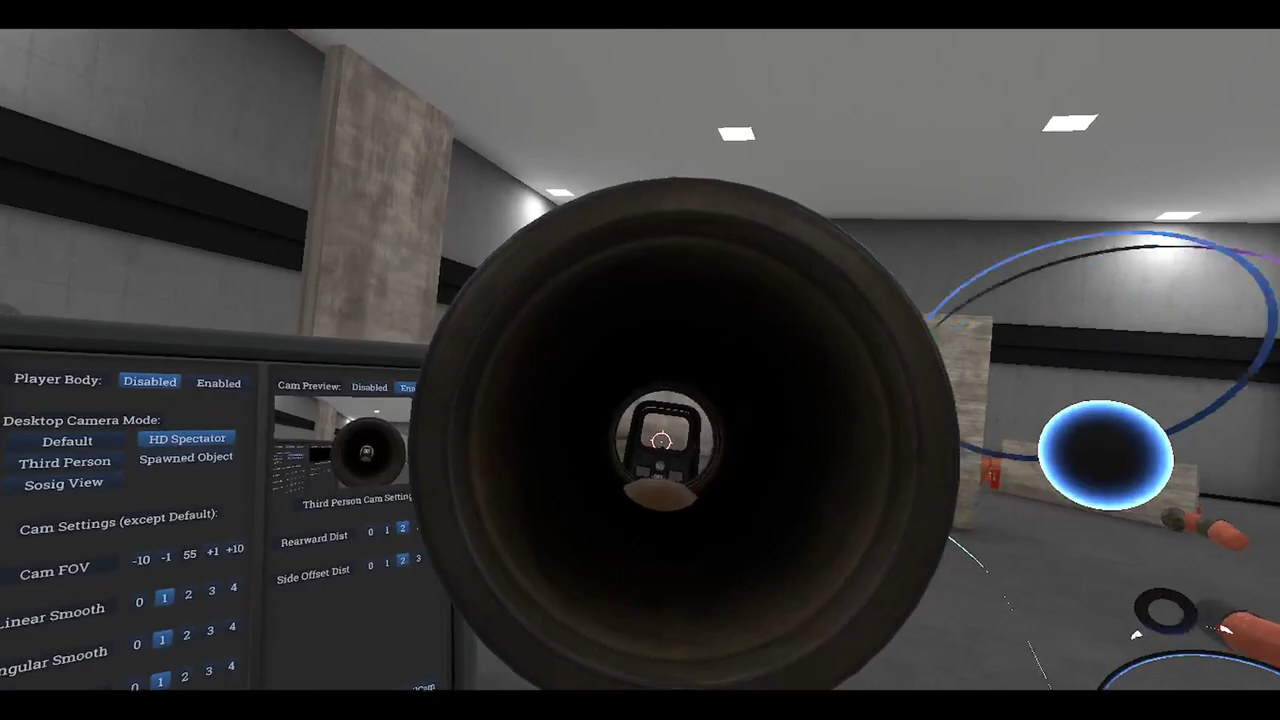 Player Body: Disabled Enabled
Desktop Camera Mode:
Default HD Spectator
Third Person Spawned Object
Sosig View
Cam Settings (except Default):
Cam FOV -10 -1 55 +1 +10
Linear Smooth 0 1 2 3 4
ngular Smooth 0 1 2 3 4
0 1 2 3 4
Cam Preview: Disabled Ena
Third Person Cam Setting
Rearward Dist 0 1 2
Side Offset Dist 0 1 2 3